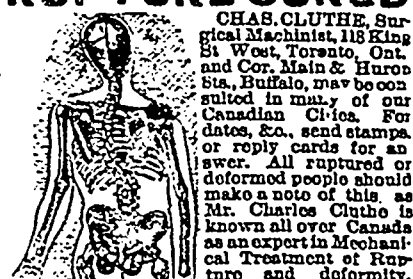 CHAS. CLUTHE, Sur
gical Machinist, 118 King
St West, Toronto, Ont.
and Cor. Main & Huron
Sts., Buffalo, may be con
sulted in many of our
Canadian Cities. For
dates, &o., send stamps
or reply cards for an
swer. All ruptured or
deformed people should
make a note of this, as
Mr. Charles Cluthe is
known all over Canada
as an expert in Mechani-
cal Treatment of Rup-
ture and deformity